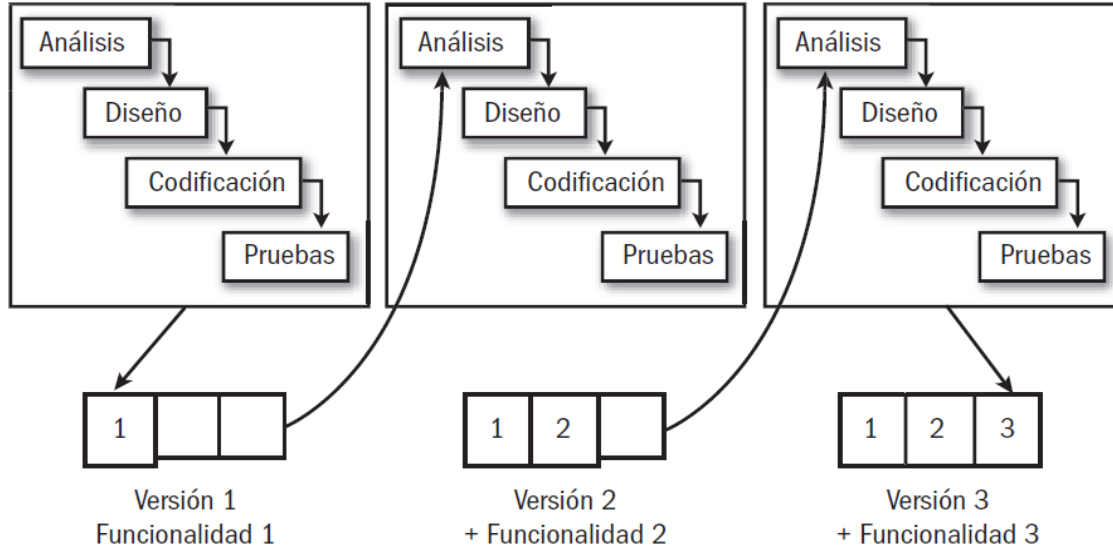 Análisis
Diseño
Codificación
Pruebas
Análisis
Diseño
Codificación
Pruebas
Análisis
Diseño
Codificación
Pruebas
1
Versión 1
Funcionalidad 1
1 2
Versión 2
+ Funcionalidad 2
1 2 3
Versión 3
+ Funcionalidad 3